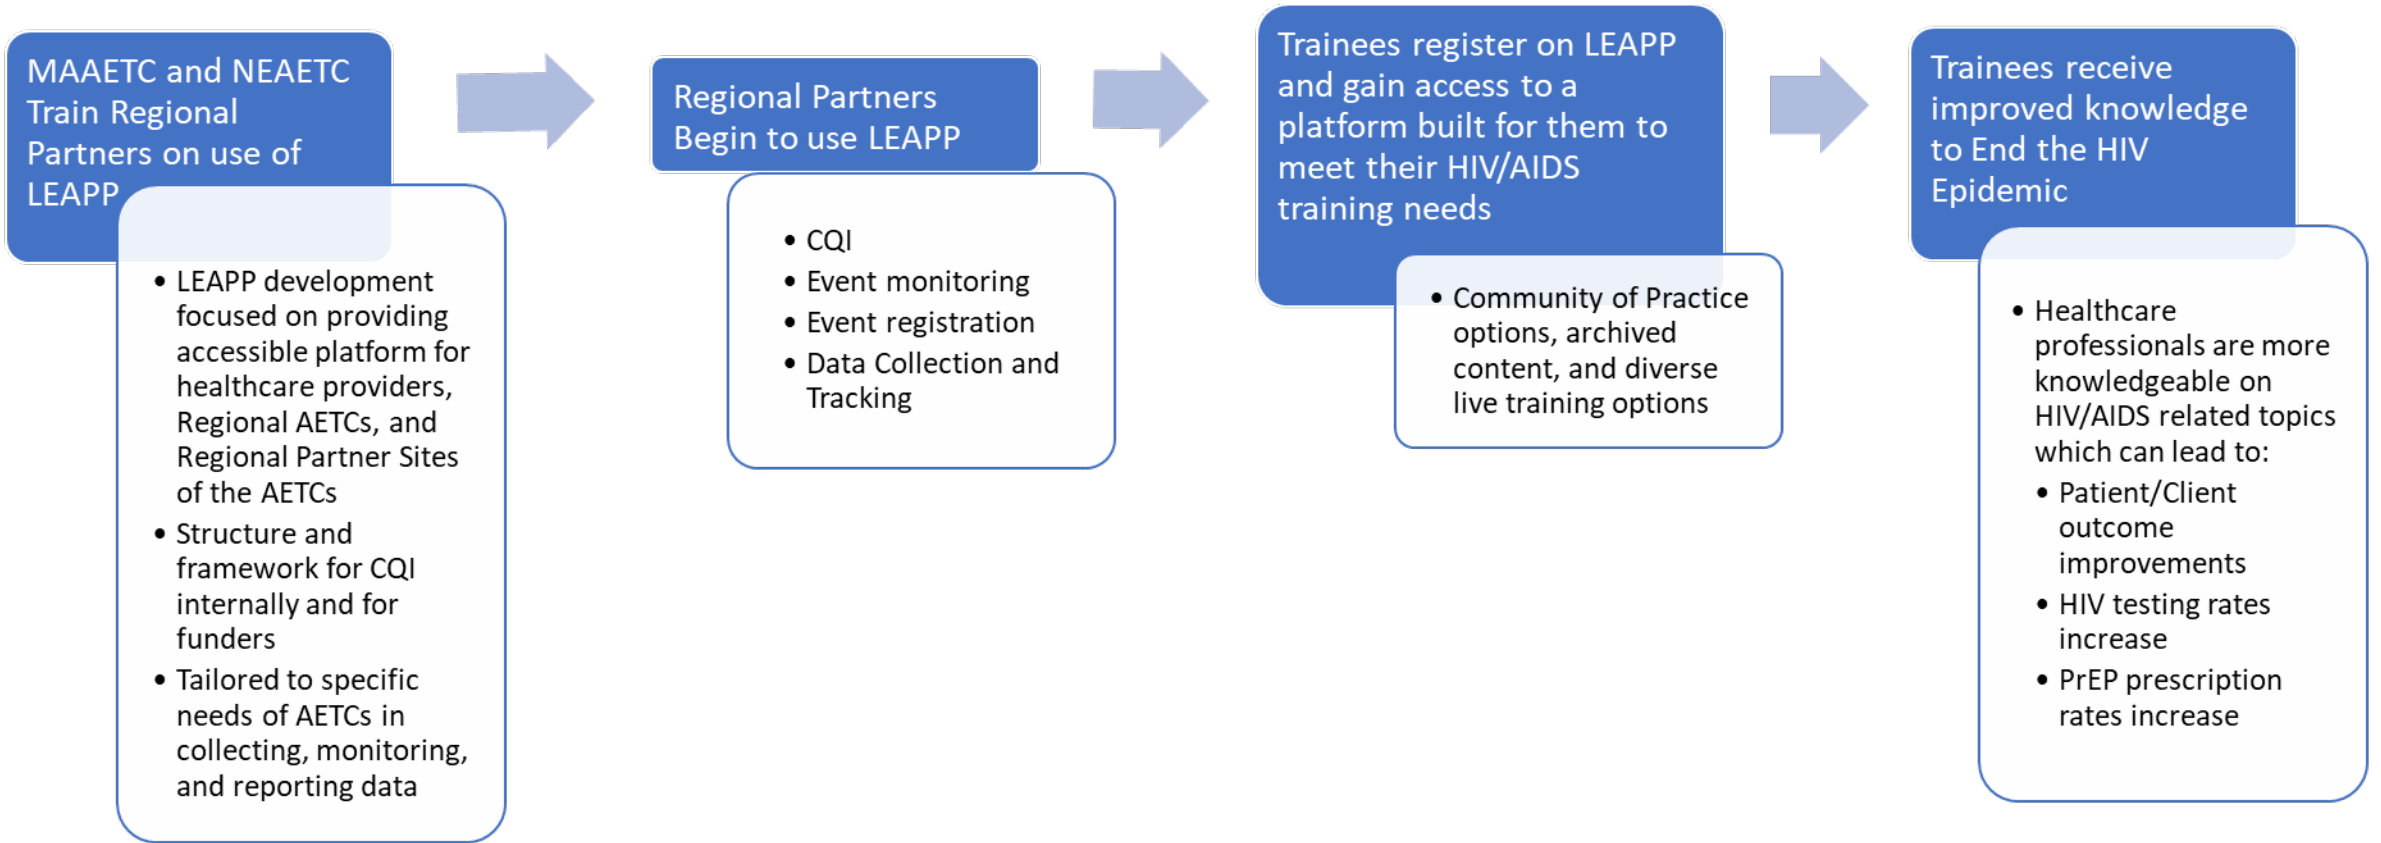 MAAETC and NEAETC
Train Regional
Partners on use of
LEAPP
• LEAPP development
focused on providing
accessible platform for
healthcare providers,
Regional AETCs, and
Regional Partner Sites
of the AETCs
• Structure and
framework for CQI
internally and for
funders
• Tailored to specific
needs of AETCs in
collecting, monitoring,
and reporting data
Regional Partners
Begin to use LEAPP
• CQI
• Event monitoring
• Event registration
• Data Collection and
Tracking
Trainees register on LEAPP
and gain access to a
platform built for them to
meet their HIV/AIDS
training needs
• Community of Practice
options, archived
content, and diverse
live training options
Trainees receive
improved knowledge
to End the HIV
Epidemic
• Healthcare
professionals are more
knowledgeable on
HIV/AIDS related topics
which can lead to:
• Patient/Client
outcome
improvements
• HIV testing rates
increase
• PrEP prescription
rates increase